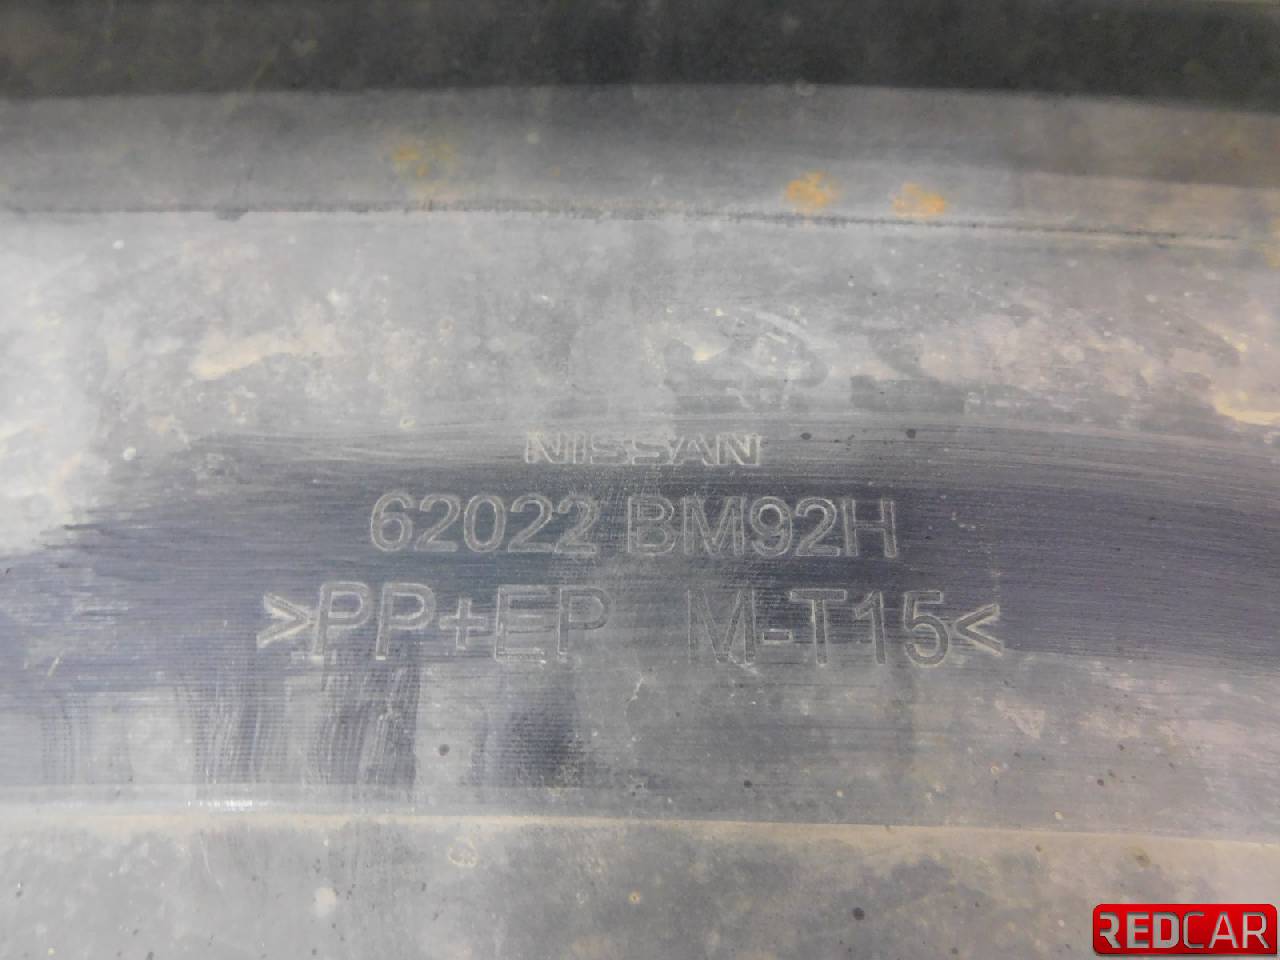 NISSAN
62022 BM92H
>PP+EP M-T15<
REDCAR